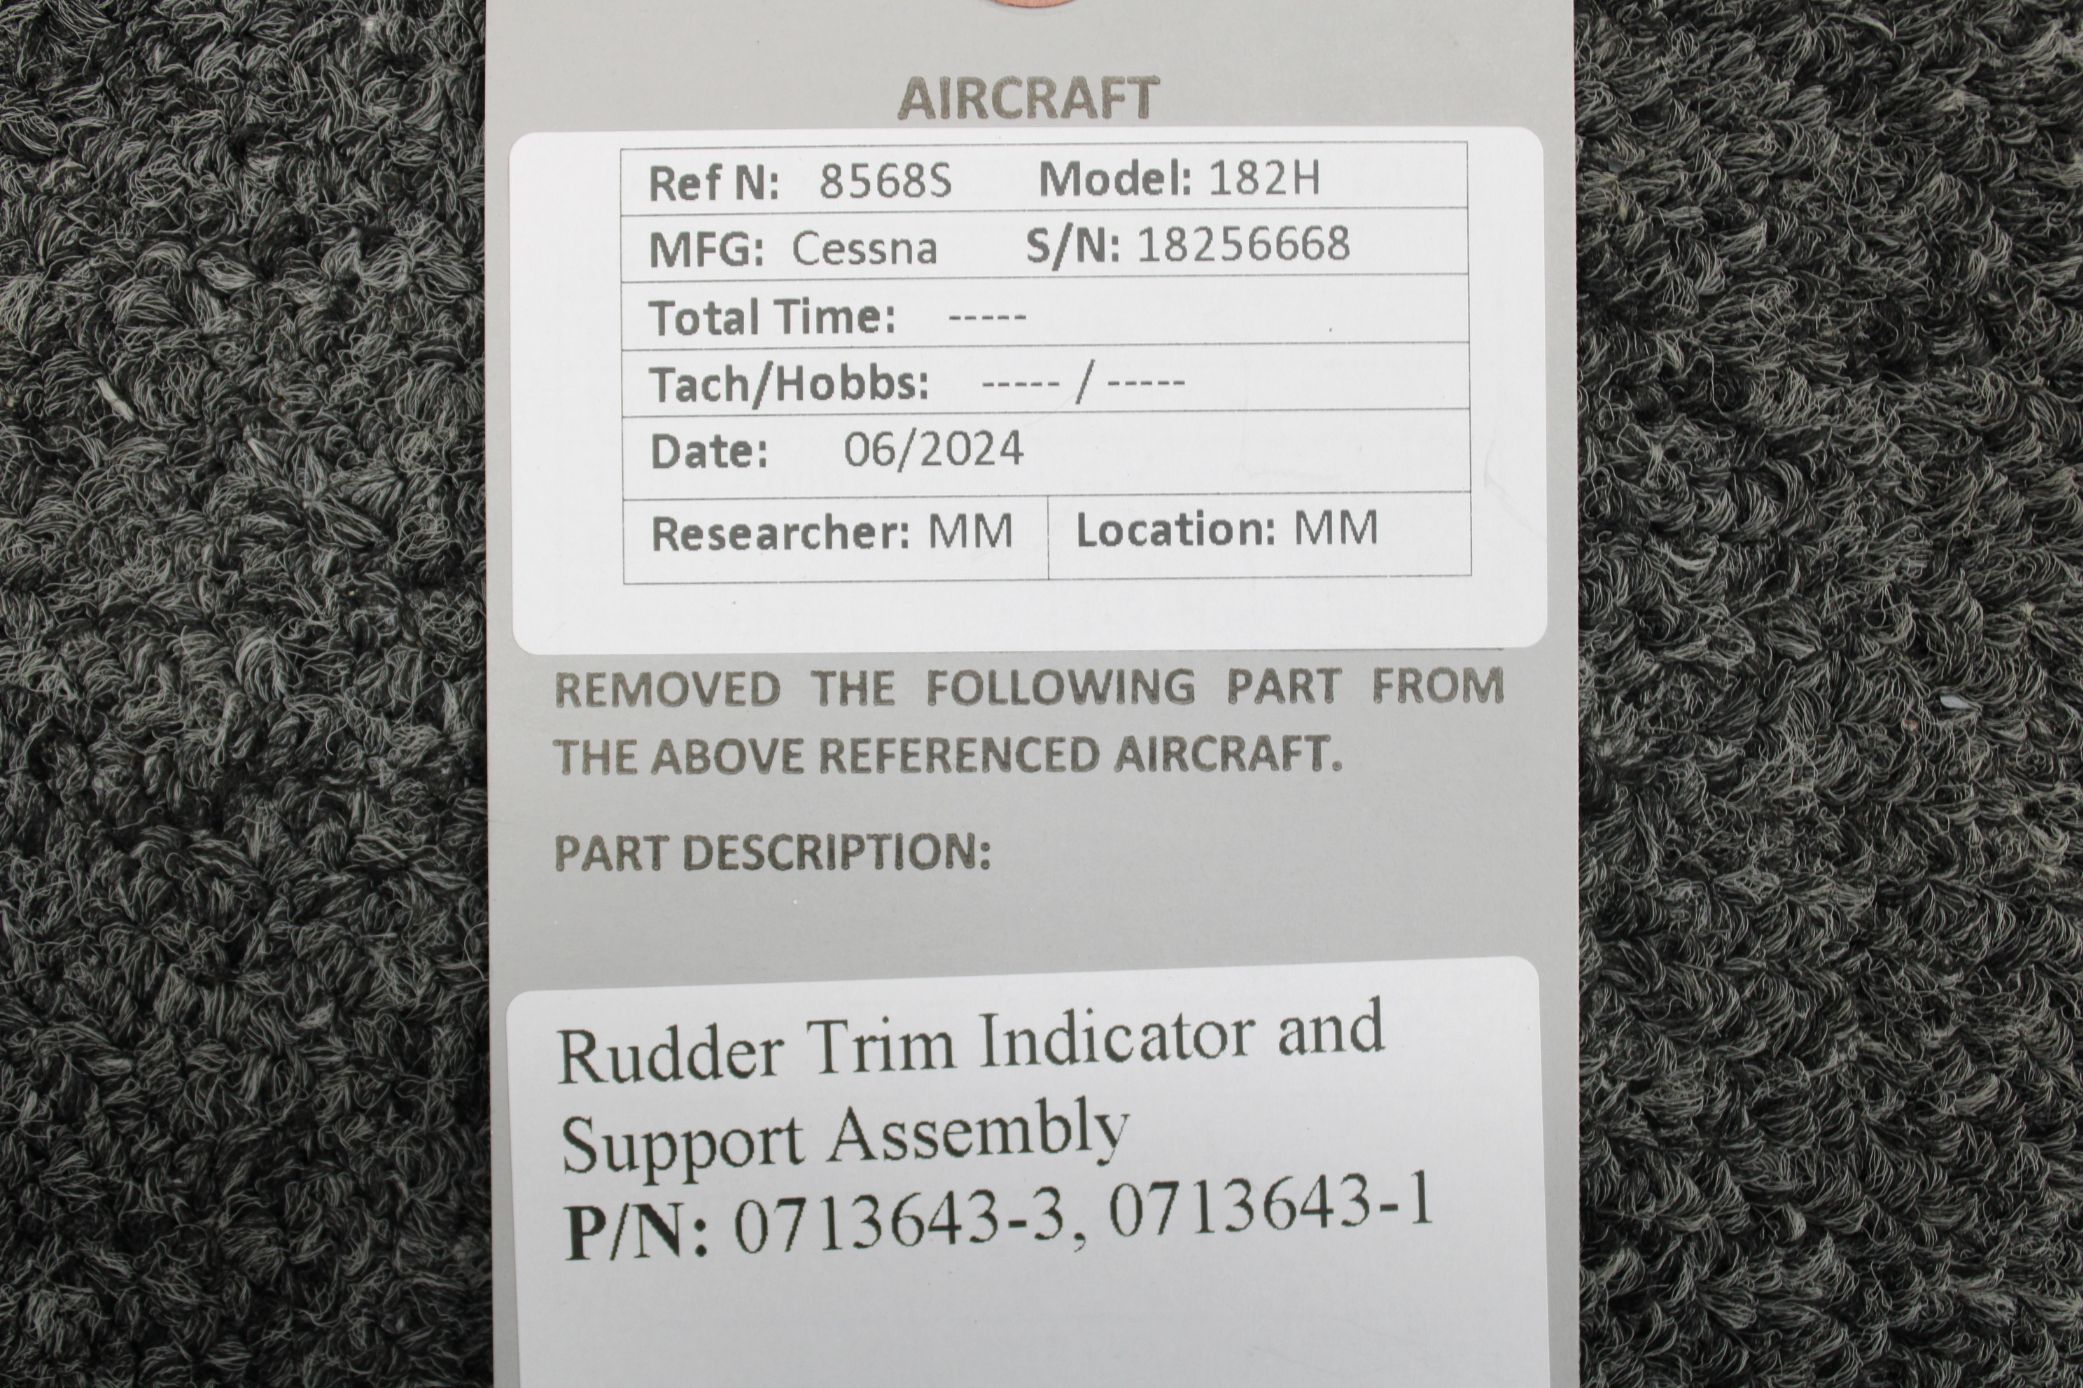 AIRCRAFT
Ref N: 8568S Model: 182H
MFG: Cessna S/N: 18256668
Total Time: -----
Tach/Hobbs: ----- / -----
Date: 06/2024
Researcher: MM Location: MM
REMOVED THE FOLLOWING PART FROM
THE ABOVE REFERENCED AIRCRAFT.
PART DESCRIPTION:
Rudder Trim Indicator and
Support Assembly
P/N: 0713643-3, 0713643-1